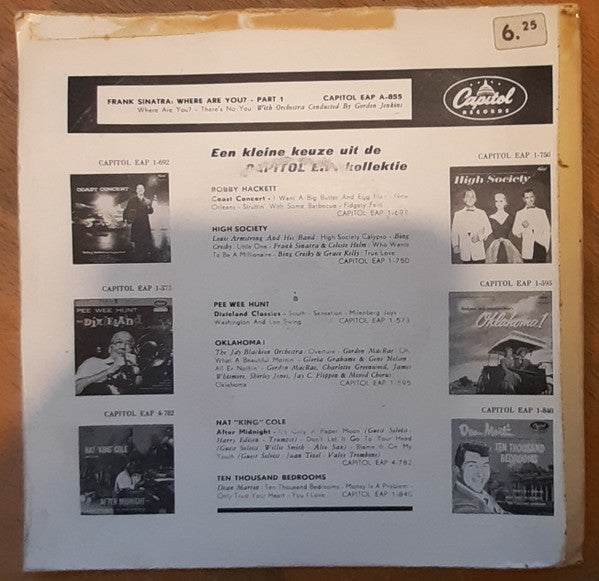 6.25
FRANK SINATRA: WHERE ARE YOU? - PART 1 CAPITOL EAP A-855
Where Are You? - There's No You With Orchestra Conducted By Gordon Jenkins
Capitol
RECORDS
Een kleine keuze uit de
CAPITOL kollektie
CAPITOL EAP 1-692
COAST CONCERT
CAPITOL EAP 1-750
High Society
BOBBY HACKETT
Coast Concert - I Want A Big Butter And Egg Man - New
Orleans - Struttin' With Some Barbecue - Fidgety Feet
CAPITOL EAP 1-692
HIGH SOCIETY
Louis Armstrong And His Band: High Society Calypso - Bing
Crosby: Little One - Frank Sinatra & Celeste Holm: Who Wants
To Be A Millionaire - Bing Crosby & Grace Kelly: True Love
CAPITOL EAP 1-750
CAPITOL EAP 1-573
PEE WEE HUNT
DIXIELAND
CAPITOL EAP 1-595
Oklahoma!
PEE WEE HUNT
Dixieland Classics - South - Sensation - Milenberg Joys
Washington And Lee Swing CAPITOL EAP 1-573
OKLAHOMA!
The Jay Blackton Orchestra: Overture - Gordon MacRae: Oh,
What A Beautiful Mornin' - Gloria Grahame & Gene Nelson:
All Er Nothin' - Gordon MacRae, Charlotte Greenwood, James
Whitmore, Shirley Jones, Jay C. Flippen & Mixed Chorus:
Oklahoma CAPITOL EAP 1-595
CAPITOL EAP 4-782
NAT 'KING' COLE
AFTER MIDNIGHT
CAPITOL EAP 1-840
Dean Martin
TEN THOUSAND
BEDROOMS
NAT "KING" COLE
After Midnight - It's Only A Paper Moon (Guest Soloist:
Harry Edison - Trumpet) - Don't Let It Go To Your Head
(Guest Soloist: Willie Smith - Alto Sax) - Blame It On My
Youth (Guest Soloist: Juan Tizol - Valve Trombone)
CAPITOL EAP 4-782
TEN THOUSAND BEDROOMS
Dean Martin: Ten Thousand Bedrooms - Money Is A Problem -
Only Trust Your Heart - You I Love CAPITOL EAP 1-840